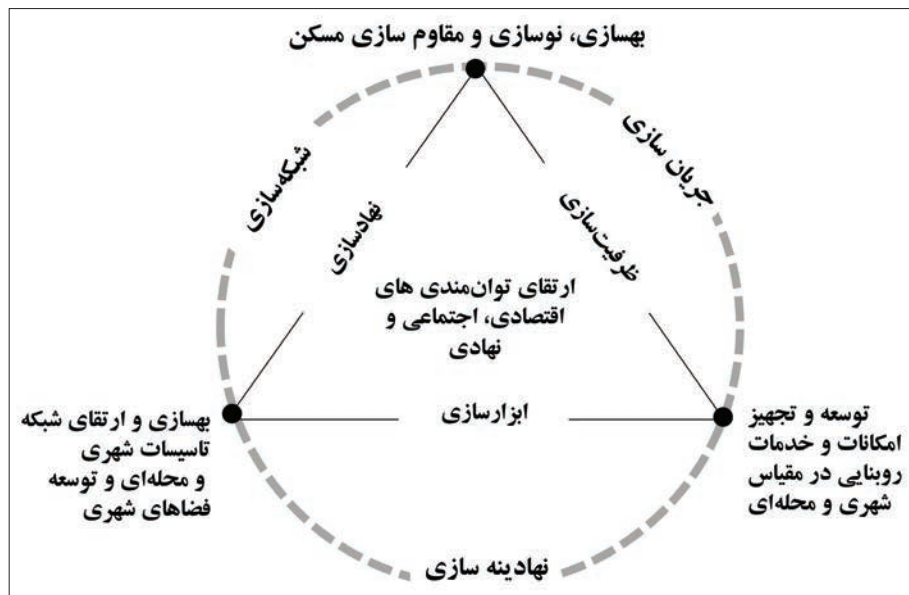 بهسازی، نوسازی و مقاوم سازی مسکن
جریان سازی
شبکه‌سازی
نهادسازی
ظرفیت‌سازی
ارتقای توان‌مندی های
اقتصادی، اجتماعی و
نهادی
ابزارسازی
توسعه و تجهیز
امکانات و خدمات
روبنایی در مقیاس
شهری و محله‌ای
بهسازی و ارتقای شبکه
تاسیسات شهری
و محله‌ای و توسعه
فضاهای شهری
نهادینه سازی